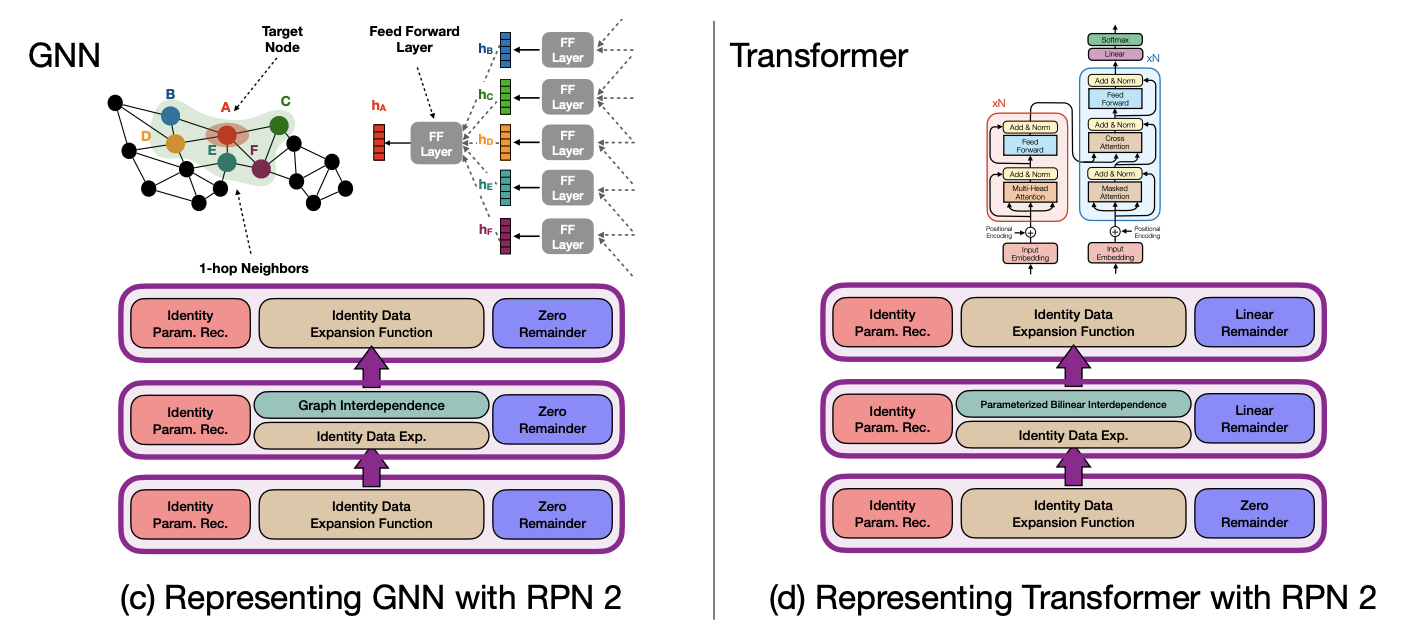 GNN
Target
Node
Feed Forward
Layer
B
A
C
D
E
F
hA
FF
Layer
hB
FF
Layer
hC
FF
Layer
hD
FF
Layer
hE
FF
Layer
hF
FF
Layer
1-hop Neighbors
Identity
Param. Rec.
Identity Data
Expansion Function
Zero
Remainder
Identity
Param. Rec.
Graph Interdependence
Identity Data Exp.
Zero
Remainder
Identity
Param. Rec.
Identity Data
Expansion Function
Zero
Remainder
(c) Representing GNN with RPN 2
Transformer
Softmax
Linear
xN
Add & Norm
Feed
Forward
Add & Norm
Cross
Attention
Add & Norm
Masked
Attention
Positional
Encoding
Input
Embedding
xN
Add & Norm
Feed
Forward
Add & Norm
Multi-Head
Attention
Positional
Encoding
Input
Embedding
Identity
Param. Rec.
Identity Data
Expansion Function
Linear
Remainder
Identity
Param. Rec.
Parameterized Bilinear Interdependence
Identity Data Exp.
Linear
Remainder
Identity
Param. Rec.
Identity Data
Expansion Function
Zero
Remainder
(d) Representing Transformer with RPN 2